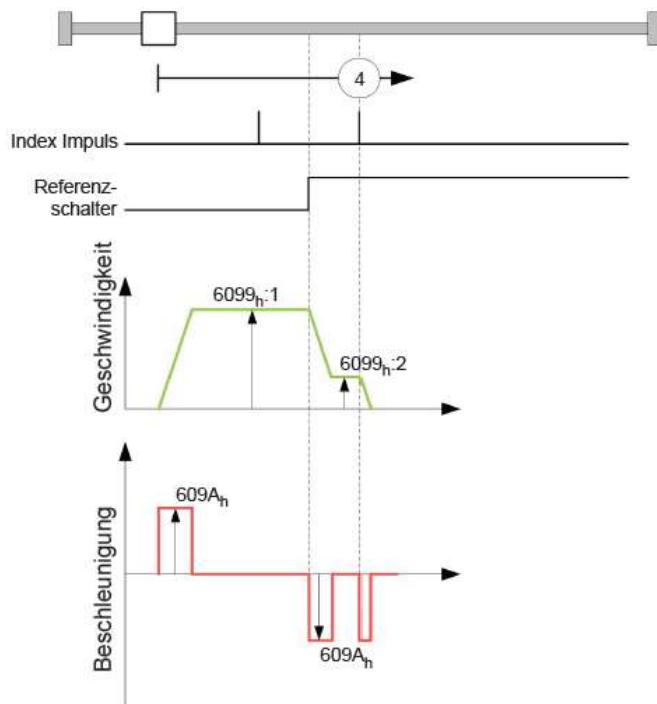 4
Index Impuls
Referenz-
schalter
Geschwindigkeit
6099h:1
6099h:2
Beschleunigung
609Ah
609Ah